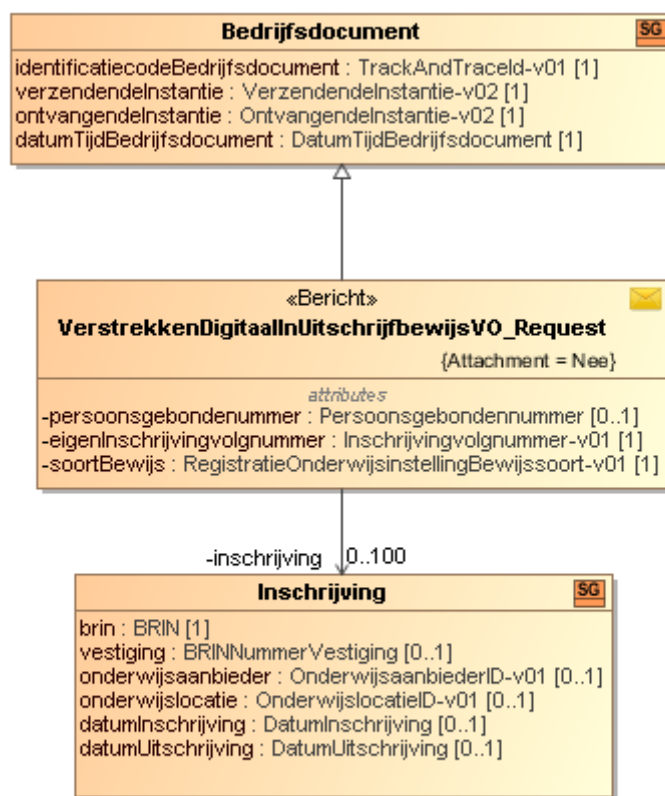 Bedrijfsdocument
SG
identificatiecodeBedrijfsdocument : TrackAndTraceId-v01 [1]
verzendendeInstantie : VerzendendeInstantie-v02 [1]
ontvangendeInstantie : OntvangendeInstantie-v02 [1]
datumTijdBedrijfsdocument : DatumTijdBedrijfsdocument [1]
«Bericht»
VerstrekkenDigitaalInUitschrijfbewijsVO_Request
{Attachment = Nee}
attributes
-persoonsgebondenummer : Persoonsgebondennummer [0..1]
-eigenInschrijvingvolgnummer : Inschrijvingvolgnummer-v01 [1]
-soortBewijs : RegistratieOnderwijsinstellingBewijssoort-v01 [1]
-inschrijving 0..100
Inschrijving
SG
brin : BRIN [1]
vestiging : BRINNummerVestiging [0..1]
onderwijsaanbieder : OnderwijsaanbiederID-v01 [0..1]
onderwijslocatie : OnderwijslocatieID-v01 [0..1]
datumInschrijving : DatumInschrijving [0..1]
datumUitschrijving : DatumUitschrijving [0..1]